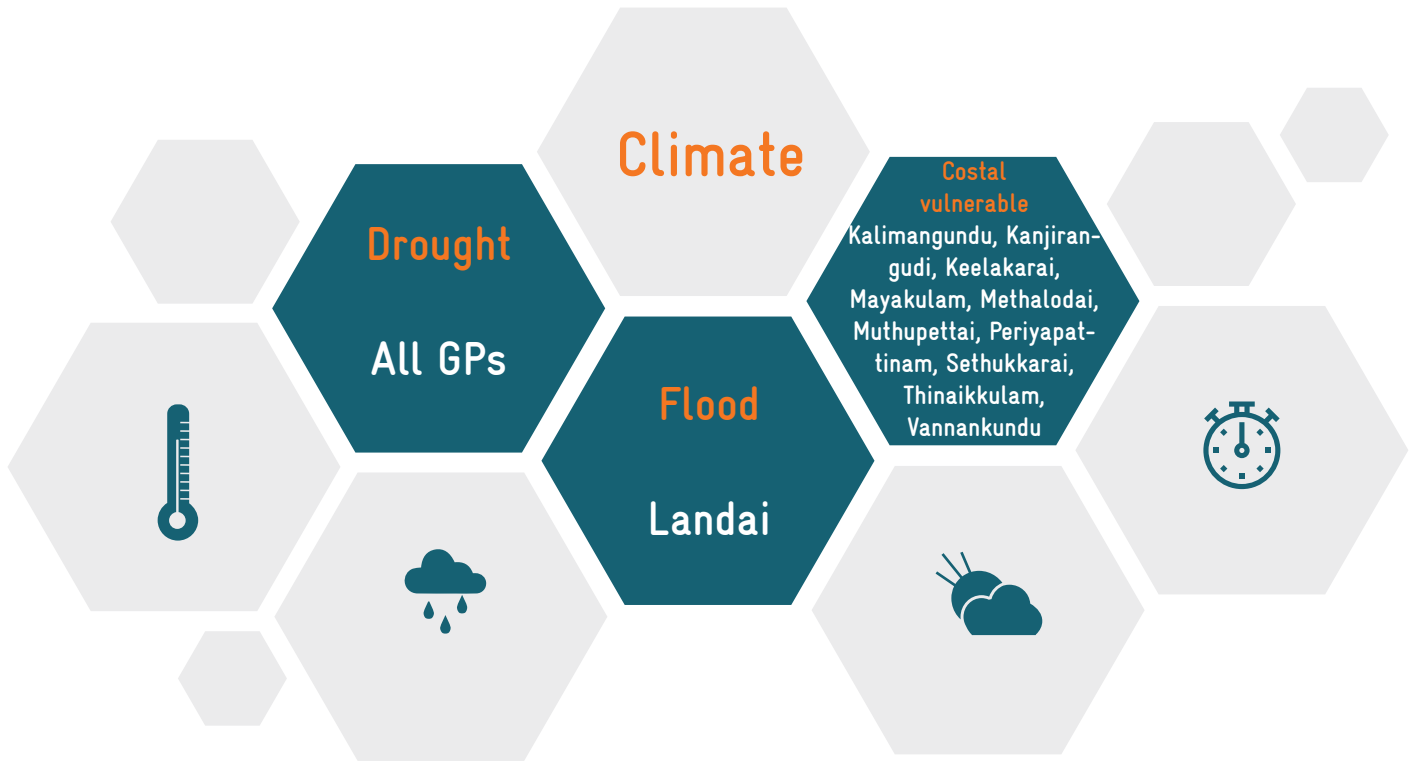 Climate
Drought
All GPs
Flood
Landai
Costal
vulnerable
Kalimangundu, Kanjiran-
gudi, Keelakarai,
Mayakulam, Methalodai,
Muthupettai, Periyapat-
tinam, Sethukkarai,
Thinaikkulam,
Vannankundu